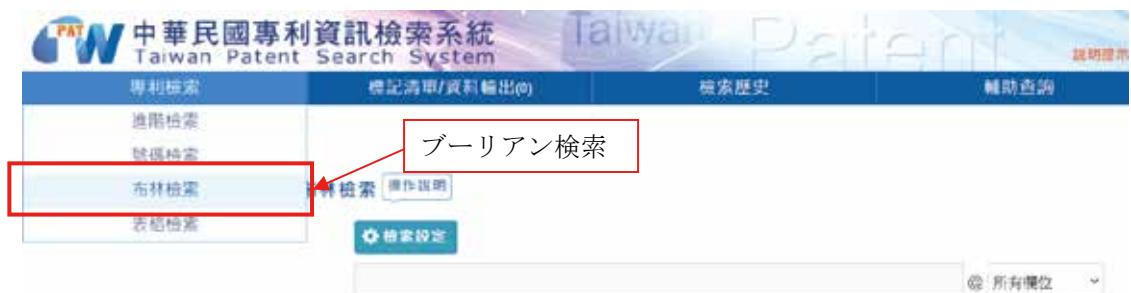 PAT
W
中華民國專利資訊檢索系統
Taiwan Patent Search System
Taiwan Patent
說明提示
專利檢索
標記清單/資料輸出(0)
檢索歷史
輔助查詢
進階檢索
號碼檢索
布林檢索
表格檢索
ブーリアン検索
林檢索
操作說明
檢索設定
@ 所有欄位